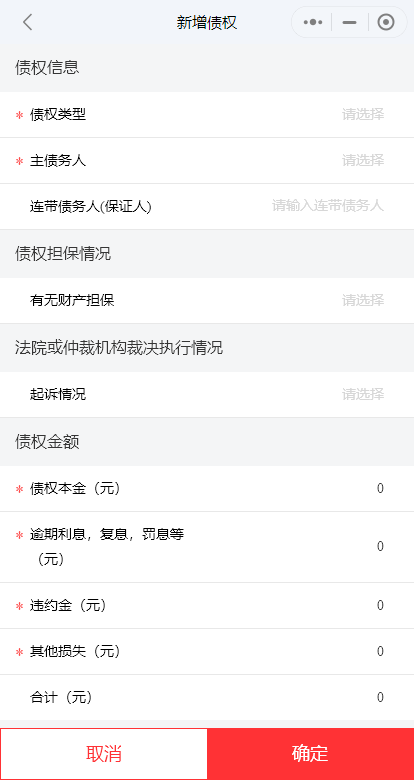 新增债权
债权信息
* 债权类型 请选择
* 主债务人 请选择
连带债务人(保证人) 请输入连带债务人
债权担保情况
有无财产担保 请选择
法院或仲裁机构裁决执行情况
起诉情况 请选择
债权金额
* 债权本金（元） 0
* 逾期利息，复息，罚息等
（元） 0
* 违约金（元） 0
* 其他损失（元） 0
合计（元） 0
取消 确定